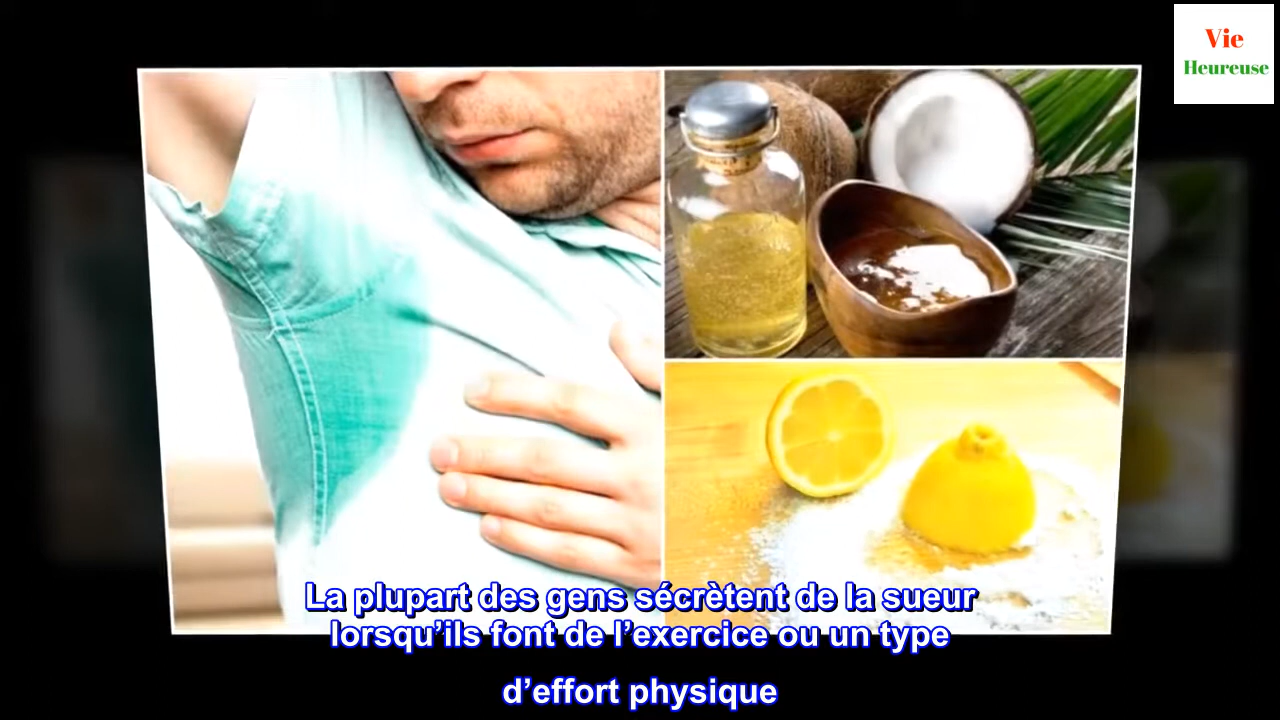 Vie
Heureuse
La plupart des gens sécrètent de la sueur
lorsqu’ils font de l’exercice ou un type
d’effort physique